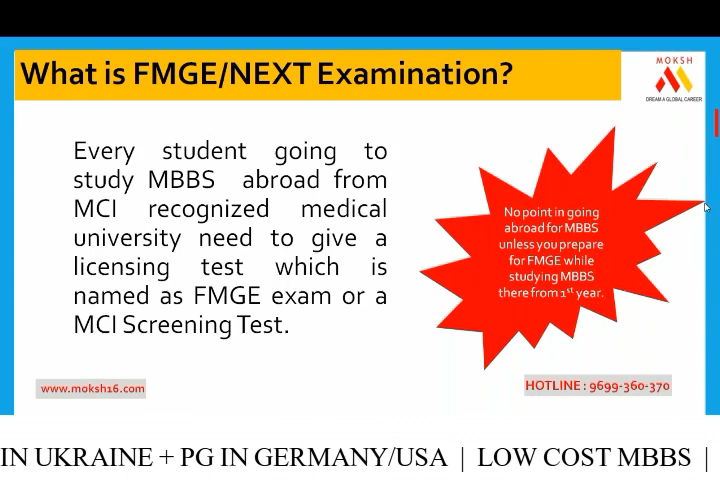 What is FMGE/NEXT Examination?
MOKSH
DREAM A GLOBAL CAREER
Every student going to
study MBBS abroad from
MCI recognized medical
university need to give a
licensing test which is
named as FMGE exam or a
MCI Screening Test.
No point in going
abroad for MBBS
unless you prepare
for FMGE while
studying MBBS
there from 1st year.
www.moksh16.com
HOTLINE : 9699-360-370
IN UKRAINE + PG IN GERMANY/USA | LOW COST MBBS |